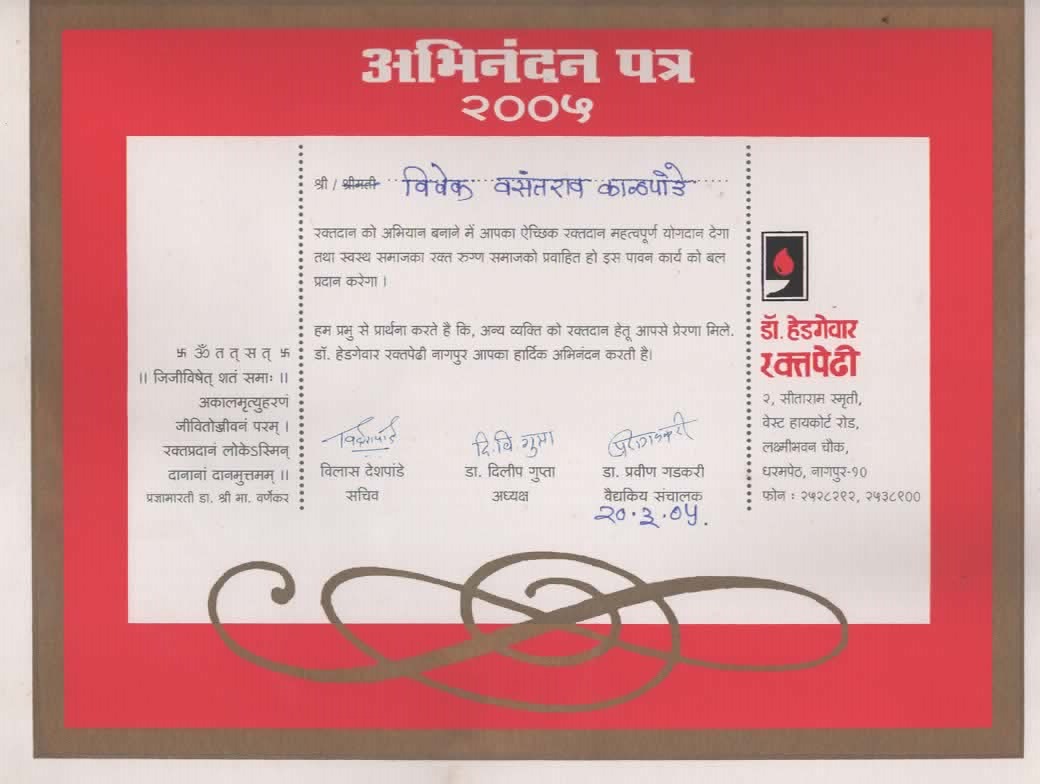 अभिनंदन पत्र
२००५
श्री / श्रीमती विवेक वसंतराव काळपांडे
रक्तदान को अभियान बनाने में आपका ऐच्छिक रक्तदान महत्वपूर्ण योगदान देगा
तथा स्वस्थ समाजका रक्त रुग्ण समाजको प्रवाहित हो इस पावन कार्य को बल
प्रदान करेगा ।
हम प्रभु से प्रार्थना करते है कि, अन्य व्यक्ति को रक्तदान हेतू आपसे प्रेरणा मिले.
डॉ. हेडगेवार रक्तपेढी नागपुर आपका हार्दिक अभिनंदन करती है।
卐 ॐ त त् स त् 卐
।। जिजीविषेत् शतं समाः ।।
अकालमृत्युहरणं
जीवितोज्जीवनं परम् ।
रक्तप्रदानं लोकेऽस्मिन्
दानानां दानमुत्तमम् ।।
प्रज्ञाभारती डा. श्री भा. वर्णेकर
दि. वि. गुप्ता
विलास देशपांडे
सचिव
डा. दिलीप गुप्ता
अध्यक्ष
डा. प्रवीण गडकरी
वैद्यकिय संचालक
२०.३.०५.
डॉ. हेडगेवार
रक्तपेढी
२, सीताराम स्मृती,
वेस्ट हायकोर्ट रोड,
लक्ष्मीभवन चौक,
धरमपेठ, नागपुर-१०
फोन : २५२८२१२, २५३८१००